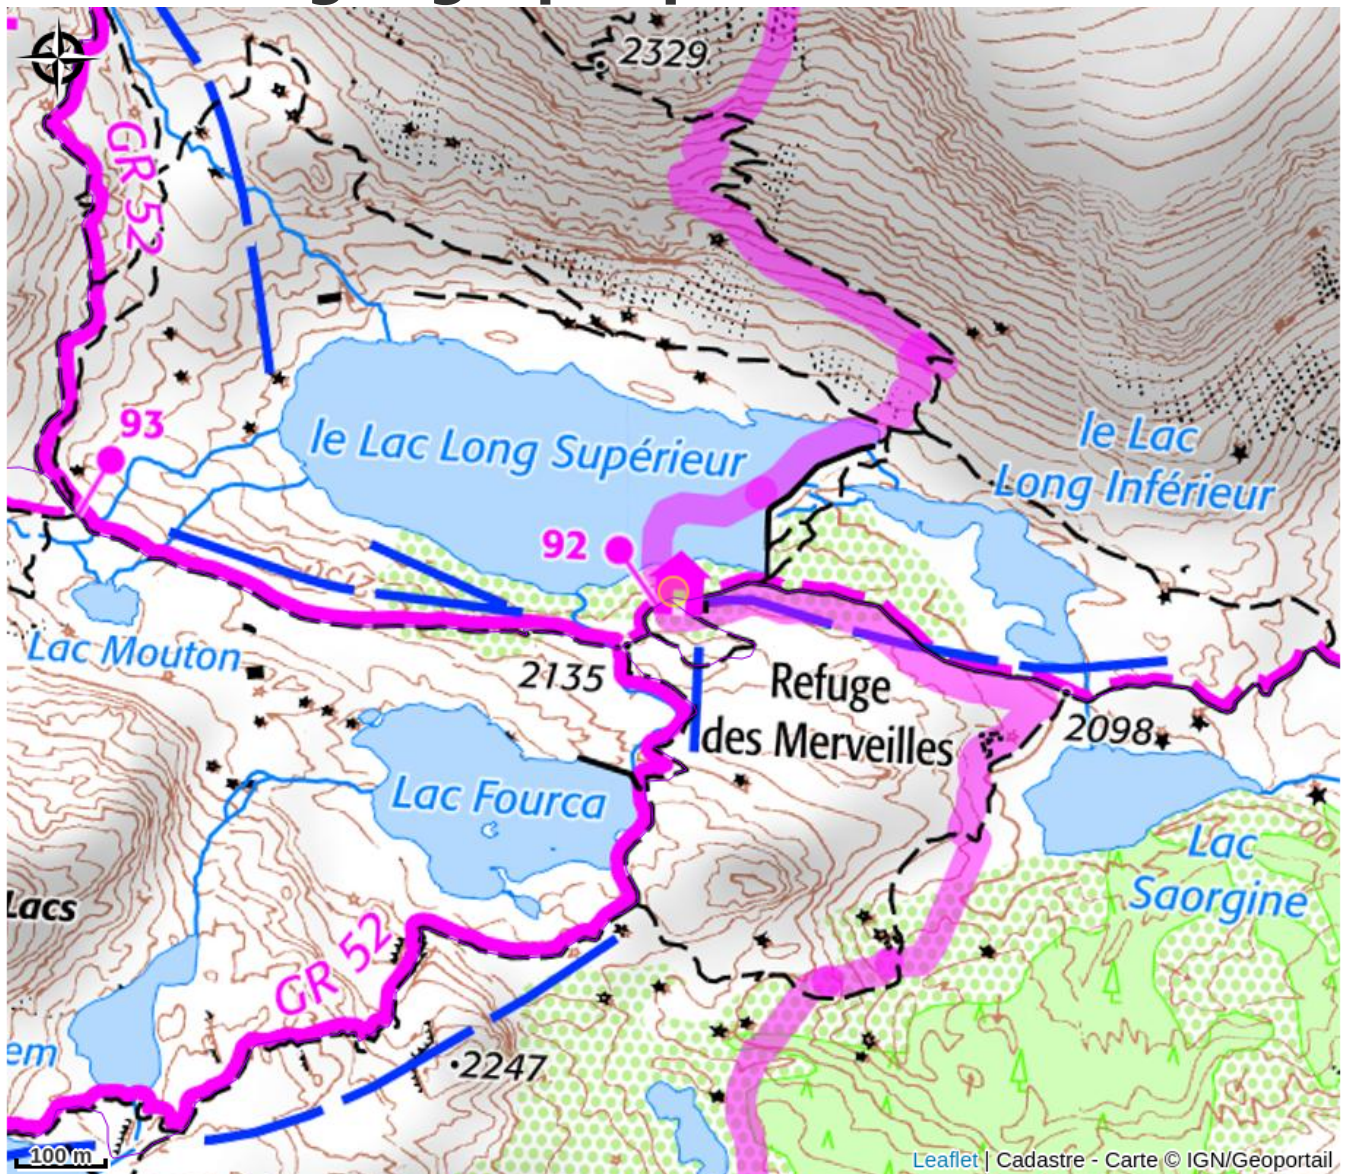 2329
GR 52
93
le Lac Long Supérieur
le Lac
Long Inférieur
92
Lac Mouton
2135
Refuge
des Merveilles
2098
Lac Fourca
Lac
Saorgine
Lacs
GR 52
em
2247
100 m
Leaflet | Cadastre - Carte © IGN/Geoportail